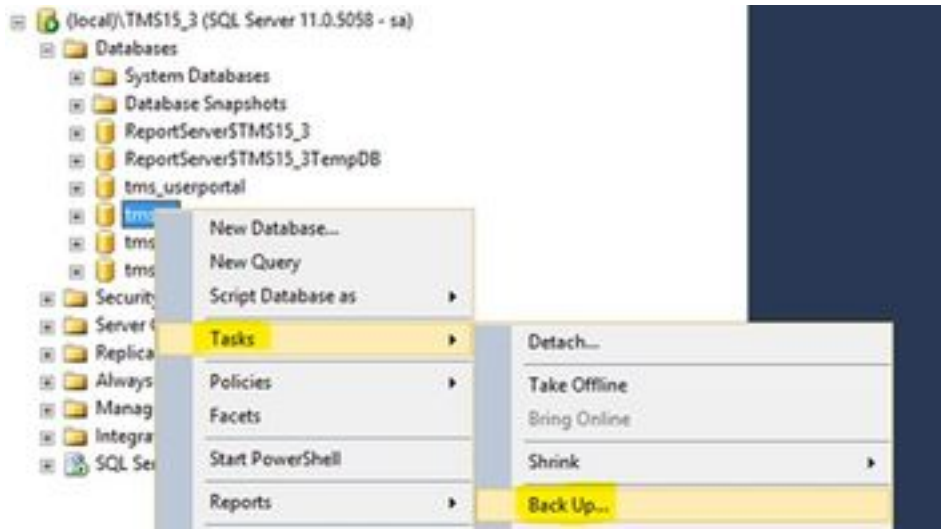 (local)\TMS15_3 (SQL Server 11.0.5058 - sa)
Databases
System Databases
Database Snapshots
ReportServer$TMS15_3
ReportServer$TMS15_3TempDB
tms_userportal
tms
tms
Security
Server
Replica
Always
Manag
Integra
SQL Se
New Database...
New Query
Script Database as
Tasks
Policies
Facets
Start PowerShell
Reports
Detach...
Take Offline
Bring Online
Shrink
Back Up...